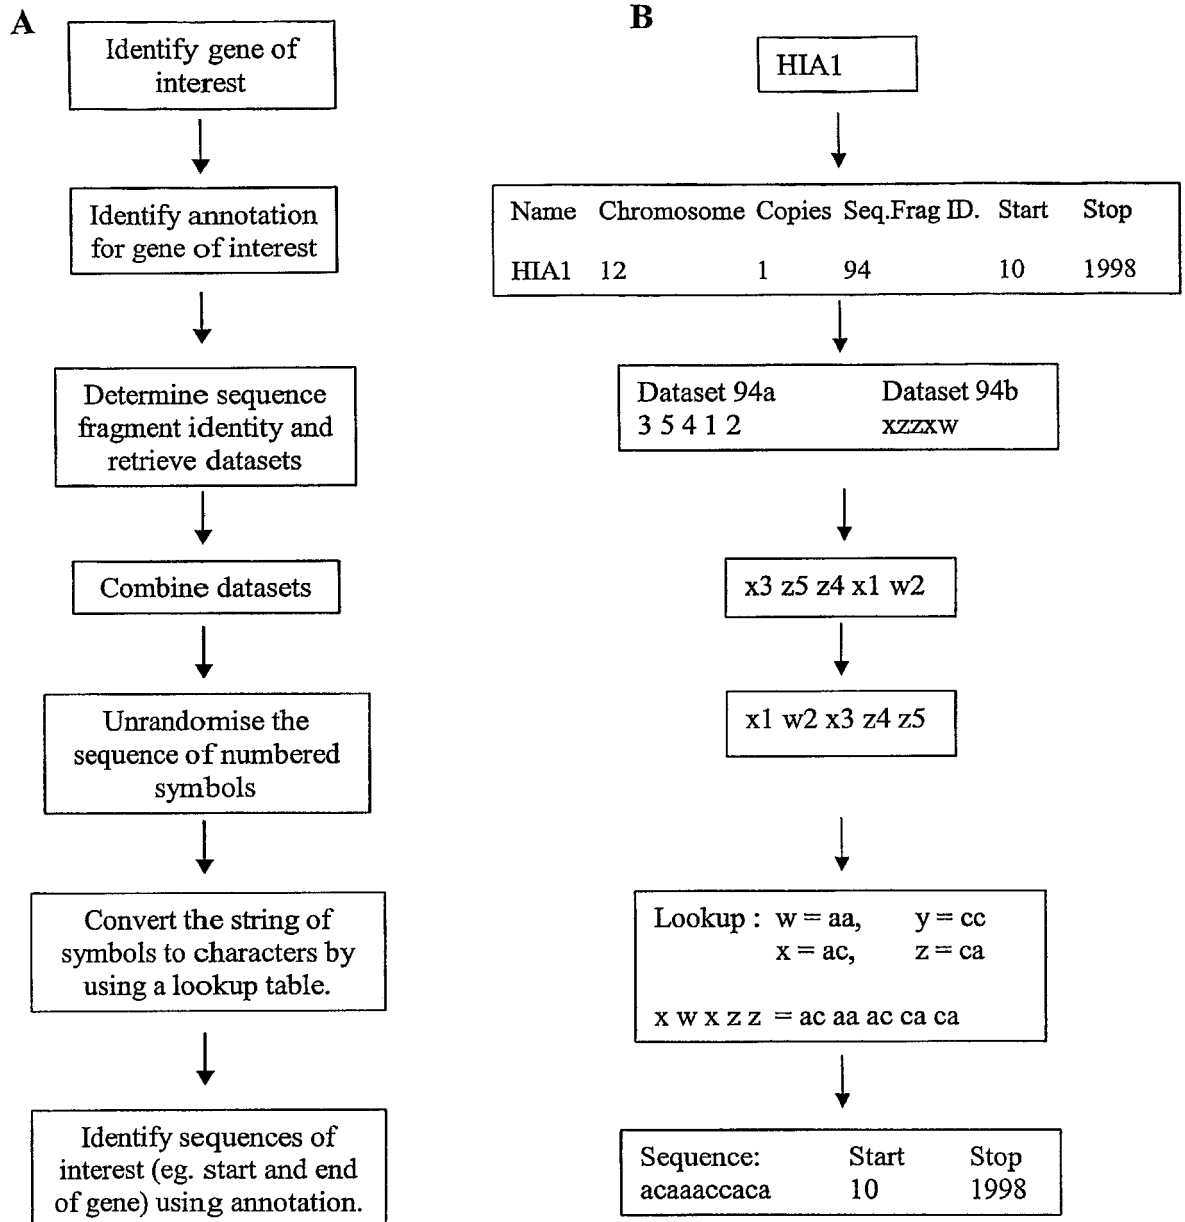 A
Identify gene of
interest
Identify annotation
for gene of interest
Determine sequence
fragment identity and
retrieve datasets
Combine datasets
Unrandomise the
sequence of numbered
symbols
Convert the string of
symbols to characters by
using a lookup table.
Identify sequences of
interest (eg. start and end
of gene) using annotation.
B
HIA1
Name Chromosome Copies Seq.Frag ID. Start Stop
HIA1 12 1 94 10 1998
Dataset 94a Dataset 94b
3 5 4 1 2 xzzxw
x3 z5 z4 x1 w2
x1 w2 x3 z4 z5
Lookup : w = aa, y = cc
x = ac, z = ca
x w x z z = ac aa ac ca ca
Sequence: Start Stop
acaaaccaca 10 1998